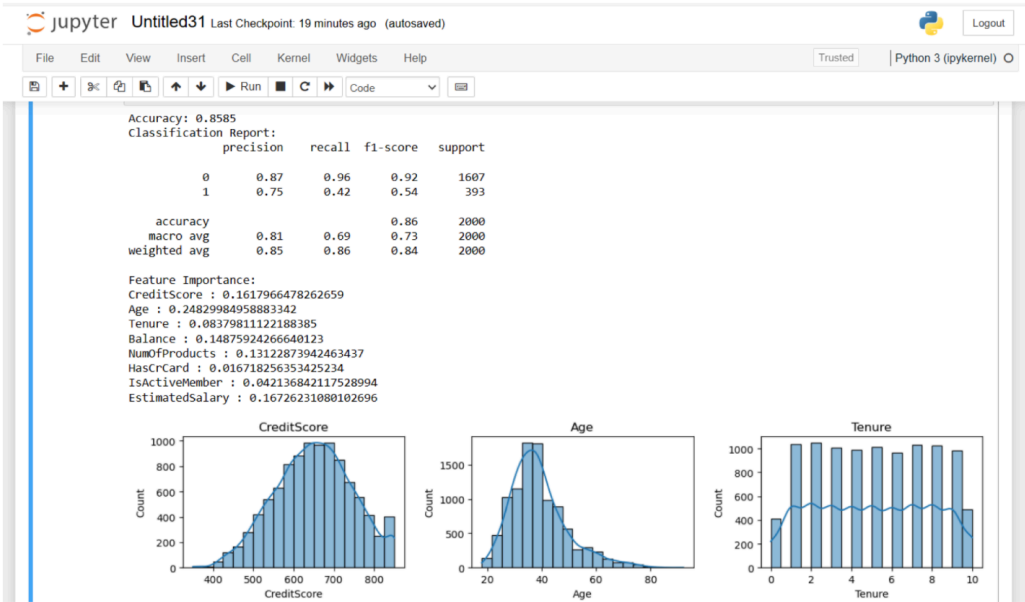 jupyter Untitled31 Last Checkpoint: 19 minutes ago (autosaved)
Logout
File Edit View Insert Cell Kernel Widgets Help
Trusted Python 3 (ipykernel)
Run Code
Accuracy: 0.8585
Classification Report:
precision recall f1-score support
0 0.87 0.96 0.92 1607
1 0.75 0.42 0.54 393
accuracy 0.86 2000
macro avg 0.81 0.69 0.73 2000
weighted avg 0.85 0.86 0.84 2000
Feature Importance:
CreditScore : 0.1617966478262659
Age : 0.24829984958883342
Tenure : 0.08379811122188385
Balance : 0.14875924266640123
NumOfProducts : 0.13122873942463437
HasCrCard : 0.016718256353425234
IsActiveMember : 0.042136842117528994
EstimatedSalary : 0.16726231080102696
CreditScore
1000
800
600
400
200
0
Count
400 500 600 700 800
CreditScore
Age
1500
1000
500
0
Count
20 40 60 80
Age
Tenure
1000
800
600
400
200
0
Count
0 2 4 6 8 10
Tenure